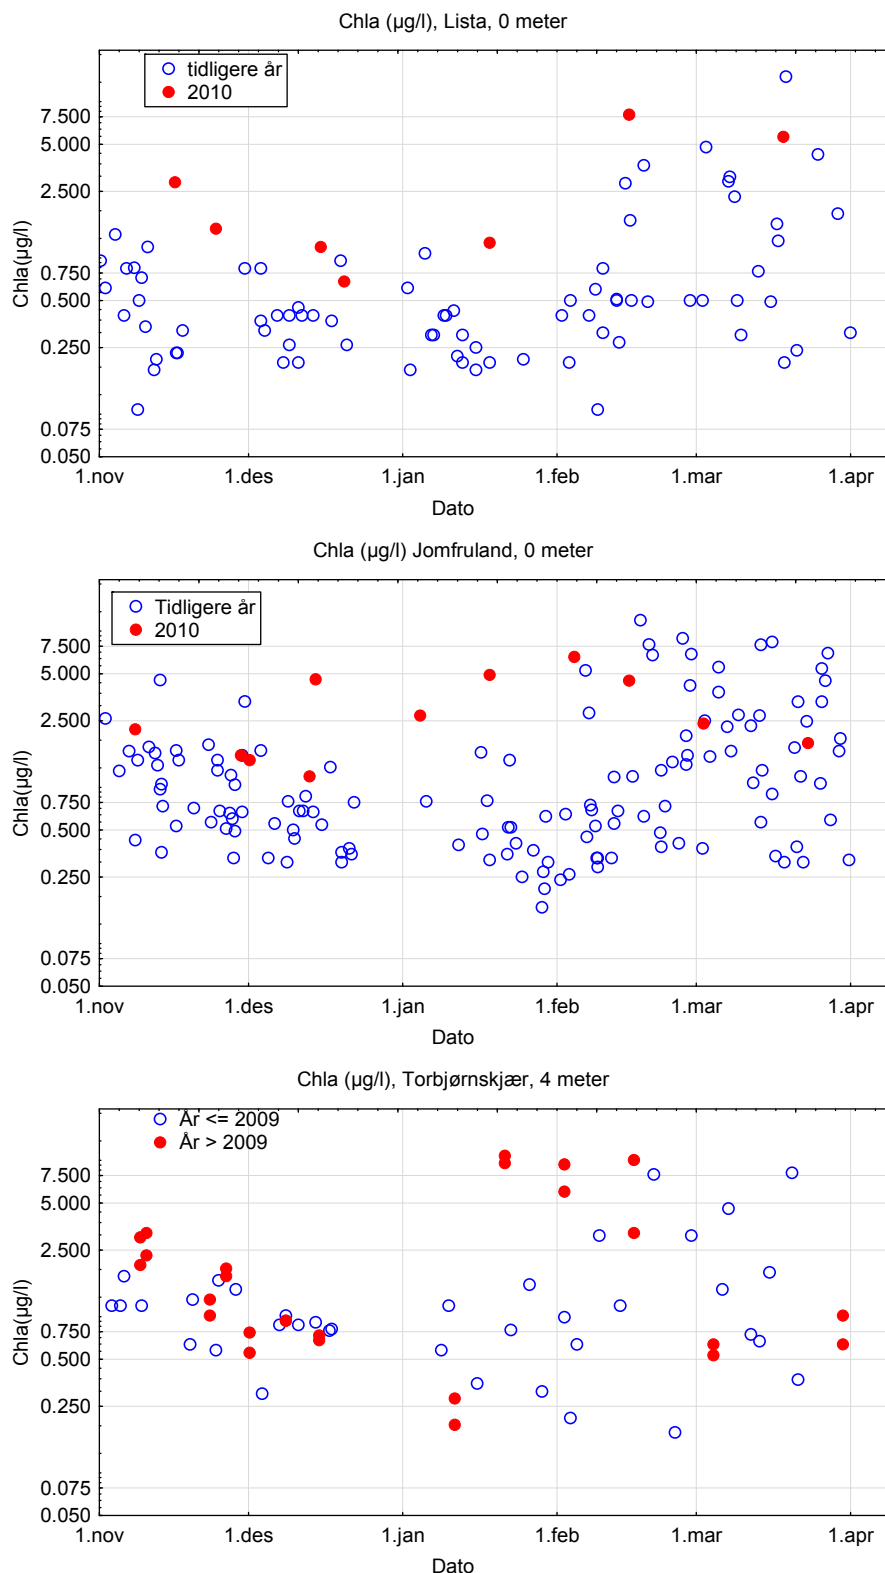 Chla (µg/l), Lista, 0 meter
tidligere år
2010
7.500
5.000
2.500
0.750
0.500
0.250
0.075
0.050
Chla(µg/l)
1.nov 1.des 1.jan 1.feb 1.mar 1.apr
Dato
Chla (µg/l) Jomfruland, 0 meter
Tidligere år
2010
7.500
5.000
2.500
0.750
0.500
0.250
0.075
0.050
Chla(µg/l)
1.nov 1.des 1.jan 1.feb 1.mar 1.apr
Dato
Chla (µg/l), Torbjørnskjær, 4 meter
År <= 2009
År > 2009
7.500
5.000
2.500
0.750
0.500
0.250
0.075
0.050
Chla(µg/l)
1.nov 1.des 1.jan 1.feb 1.mar 1.apr
Dato